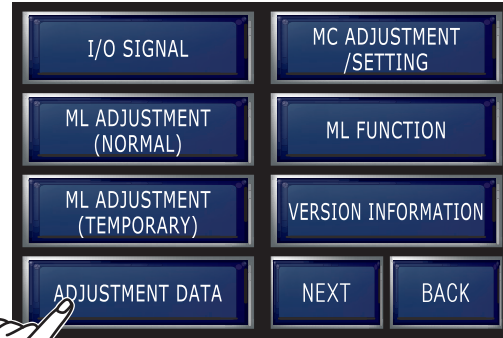 I/O SIGNAL
MC ADJUSTMENT
/SETTING
ML ADJUSTMENT
(NORMAL)
ML FUNCTION
ML ADJUSTMENT
(TEMPORARY)
VERSION INFORMATION
ADJUSTMENT DATA
NEXT
BACK